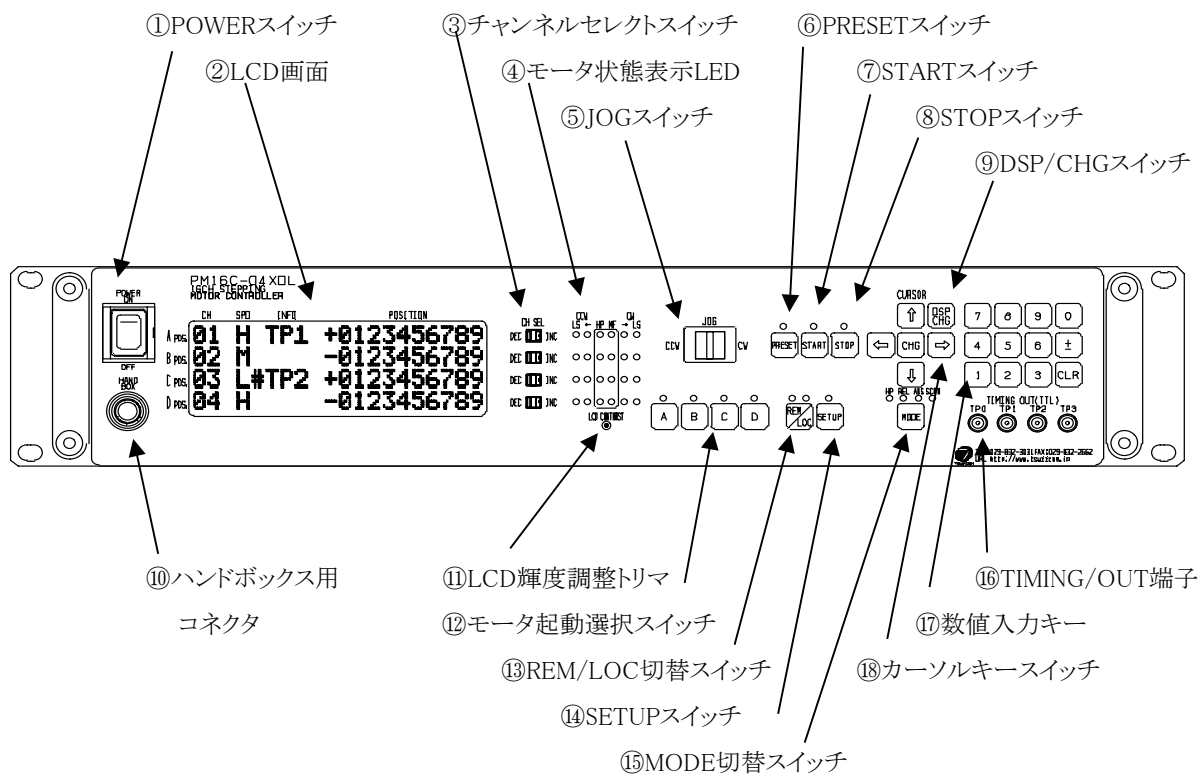 ①POWERスイッチ
②LCD画面
③チャンネルセレクトスイッチ
④モータ状態表示LED
⑤JOGスイッチ
⑥PRESETスイッチ
⑦STARTスイッチ
⑧STOPスイッチ
⑨DSP/CHGスイッチ
PM16C-04XDL
16CH STEPPING
MOTOR CONTROLLER
POWER
ON
OFF
HAND
BOX
CH SPD INFO POSITION
A POS. 01 H TP1 +0123456789
B POS. 02 M -0123456789
C POS. 03 L#TP2 +0123456789
D POS. 04 H -0123456789
CH SEL
DEC INC
DEC INC
DEC INC
DEC INC
CCW CW
LS ← HP MF → LS
LCD CONTRAST
JOG
CCW CW
PRESET START STOP
A B C D
REM/LOC SETUP
CURSOR
⇑ DSP CHG
⇐ CHG ⇒
⇓
HP REL ABS SCAN
MODE
7 8 9 0
4 5 6 ±
1 2 3 CLR
TIMING OUT(TTL)
TP0 TP1 TP2 TP3
⑩ハンドボックス用
コネクタ
⑪LCD輝度調整トリマ
⑫モータ起動選択スイッチ
⑬REM/LOC切替スイッチ
⑭SETUPスイッチ
⑮MODE切替スイッチ
⑯TIMING/OUT端子
⑰数値入力キー
⑱カーソルキースイッチ